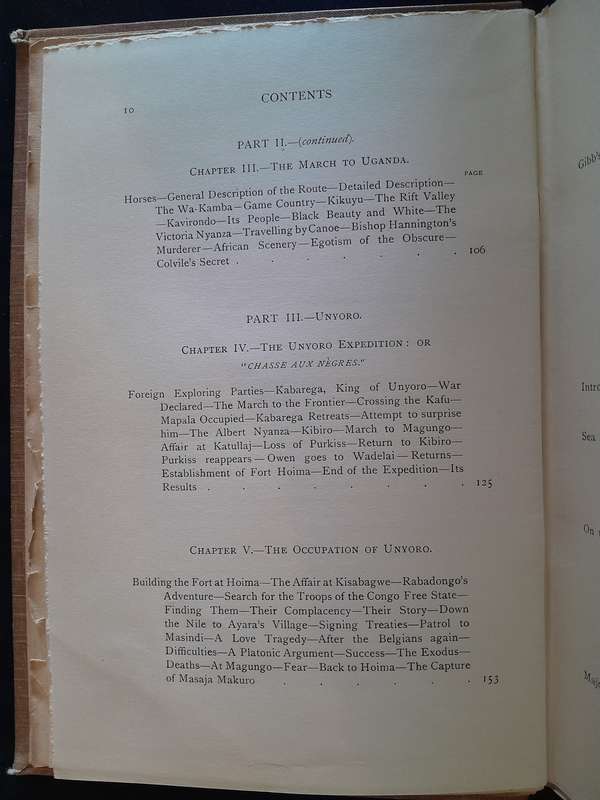 10
CONTENTS
PART II.—(continued).
CHAPTER III.—THE MARCH TO UGANDA.
PAGE
Horses—General Description of the Route—Detailed Description—
The Wa-Kamba—Game Country—Kikuyu—The Rift Valley
—Kavirondo—Its People—Black Beauty and White—The
Victoria Nyanza—Travelling by Canoe—Bishop Hannington's
Murderer—African Scenery—Egotism of the Obscure—
Colvile's Secret . . . . . . . 106
PART III.—UNYORO.
CHAPTER IV.—THE UNYORO EXPEDITION: OR
"CHASSE AUX NÈGRES."
Foreign Exploring Parties—Kabarega, King of Unyoro—War
Declared—The March to the Frontier—Crossing the Kafu—
Mapala Occupied—Kabarega Retreats—Attempt to surprise
him—The Albert Nyanza—Kibiro—March to Magungo—
Affair at Katullaj—Loss of Purkiss—Return to Kibiro—
Purkiss reappears—Owen goes to Wadelai—Returns—
Establishment of Fort Hoima—End of the Expedition—Its
Results . . . . . . . . 125
CHAPTER V.—THE OCCUPATION OF UNYORO.
Building the Fort at Hoima—The Affair at Kisabagwe—Rabadongo's
Adventure—Search for the Troops of the Congo Free State—
Finding Them—Their Complacency—Their Story—Down
the Nile to Ayara's Village—Signing Treaties—Patrol to
Masindi—A Love Tragedy—After the Belgians again—
Difficulties—A Platonic Argument—Success—The Exodus—
Deaths—At Magungo—Fear—Back to Hoima—The Capture
of Masaja Makuro . . . . . . 153
Gibb's
Intro
Sea
On
Maj